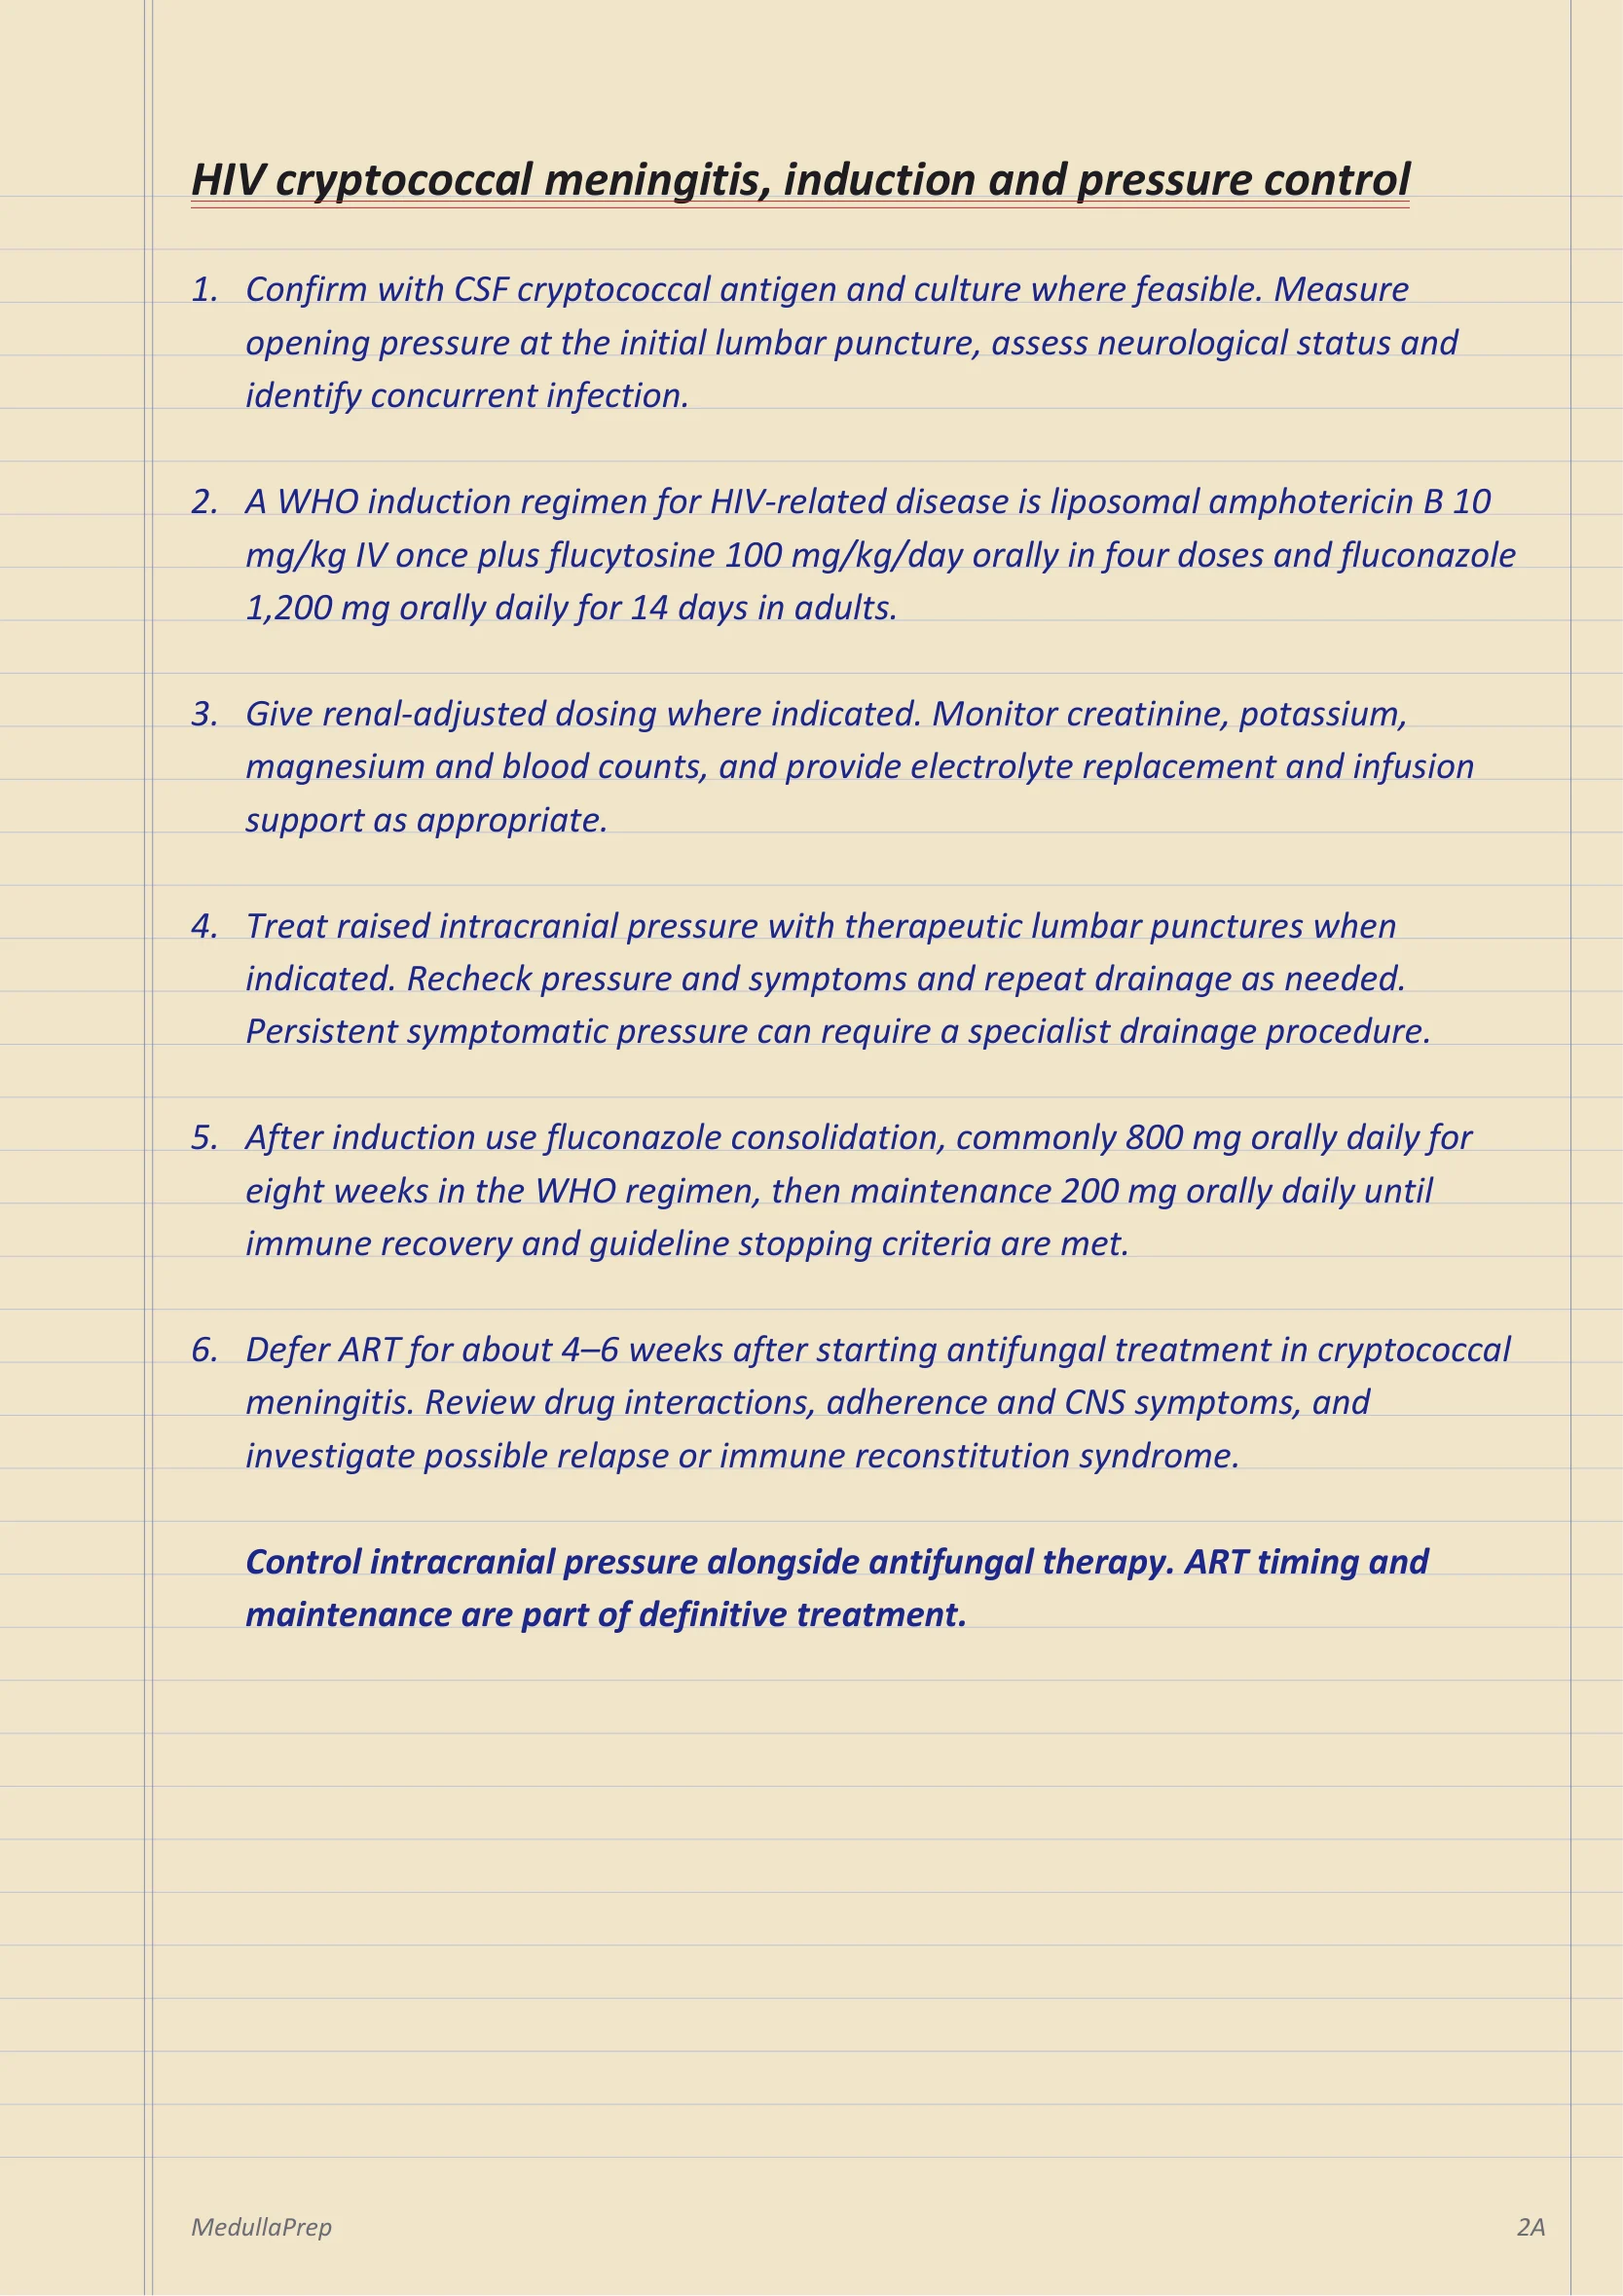 HIV cryptococcal meningitis, induction and pressure control
1. Confirm with CSF cryptococcal antigen and culture where feasible. Measure
opening pressure at the initial lumbar puncture, assess neurological status and
identify concurrent infection.
2. A WHO induction regimen for HIV-related disease is liposomal amphotericin B 10
mg/kg IV once plus flucytosine 100 mg/kg/day orally in four doses and fluconazole
1,200 mg orally daily for 14 days in adults.
3. Give renal-adjusted dosing where indicated. Monitor creatinine, potassium,
magnesium and blood counts, and provide electrolyte replacement and infusion
support as appropriate.
4. Treat raised intracranial pressure with therapeutic lumbar punctures when
indicated. Recheck pressure and symptoms and repeat drainage as needed.
Persistent symptomatic pressure can require a specialist drainage procedure.
5. After induction use fluconazole consolidation, commonly 800 mg orally daily for
eight weeks in the WHO regimen, then maintenance 200 mg orally daily until
immune recovery and guideline stopping criteria are met.
6. Defer ART for about 4–6 weeks after starting antifungal treatment in cryptococcal
meningitis. Review drug interactions, adherence and CNS symptoms, and
investigate possible relapse or immune reconstitution syndrome.
Control intracranial pressure alongside antifungal therapy. ART timing and
maintenance are part of definitive treatment.
MedullaPrep
2A